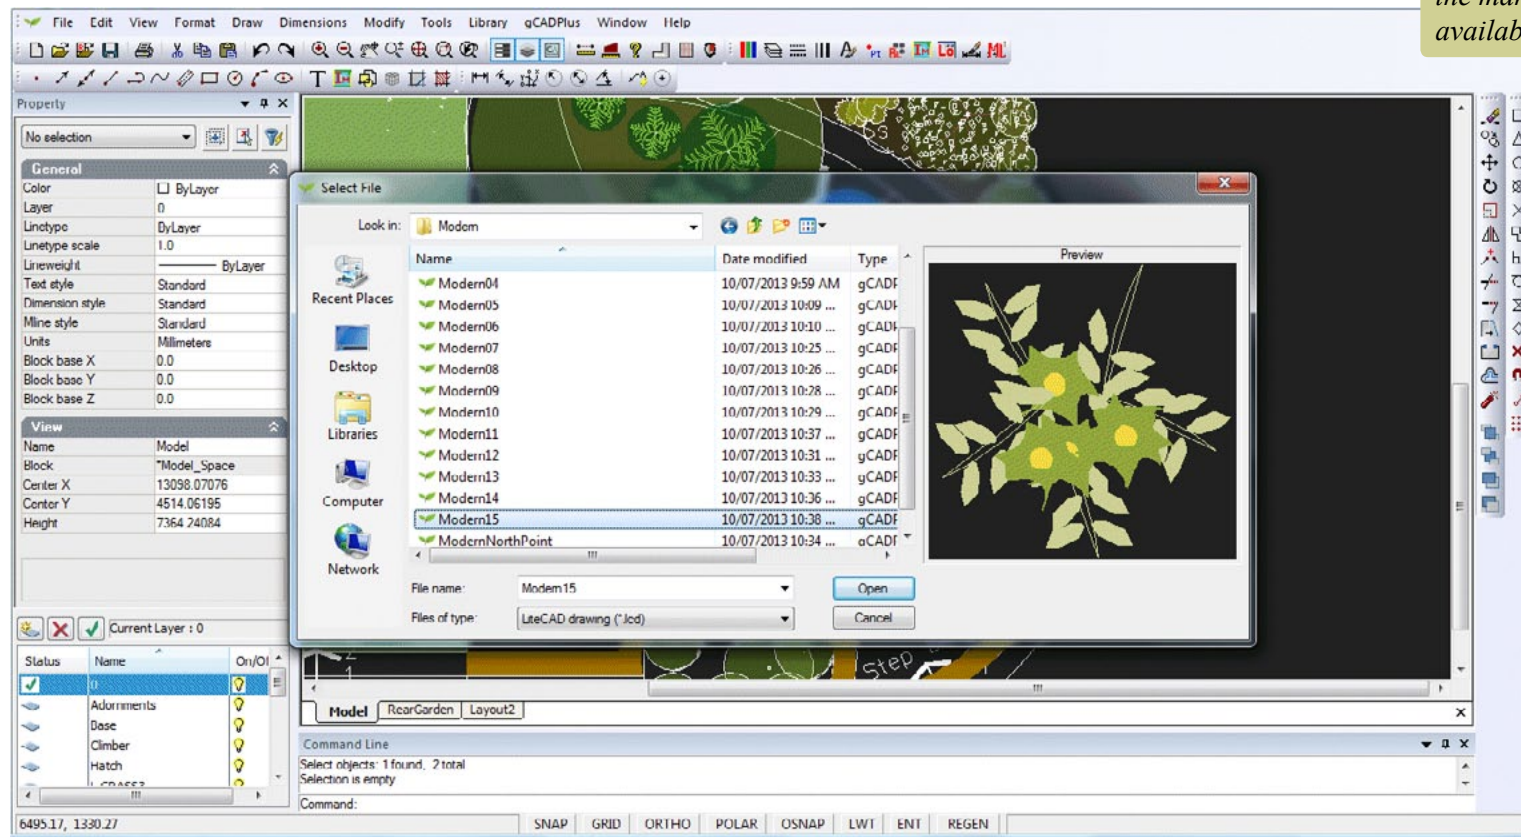 the mar
availab
File Edit View Format Draw Dimensions Modify Tools Library gCADPlus Window Help
Property
No selection
General
Color ByLayer
Layer 0
Linetype ByLayer
Linetype scale 1.0
Lineweight ByLayer
Text style Standard
Dimension style Standard
Mline style Standard
Units Millimeters
Block base X 0.0
Block base Y 0.0
Block base Z 0.0
View
Name Model
Block *Model_Space
Center X 13098.07076
Center Y 4514.06195
Height 7364.24084
Current Layer : 0
Status Name On/Of
0
Adornments
Base
Climber
Hatch
L-GRASS3
6495.17, 1330.27
Select File
Look in: Modern
Recent Places
Desktop
Libraries
Computer
Network
Name Date modified Type
Modern04 10/07/2013 9:59 AM gCADP
Modern05 10/07/2013 10:09 ... gCADP
Modern06 10/07/2013 10:10 ... gCADP
Modern07 10/07/2013 10:25 ... gCADP
Modern08 10/07/2013 10:26 ... gCADP
Modern09 10/07/2013 10:28 ... gCADP
Modern10 10/07/2013 10:29 ... gCADP
Modern11 10/07/2013 10:37 ... gCADP
Modern12 10/07/2013 10:31 ... gCADP
Modern13 10/07/2013 10:33 ... gCADP
Modern14 10/07/2013 10:36 ... gCADP
Modern15 10/07/2013 10:38 ... gCADP
ModernNorthPoint 10/07/2013 10:34 ... gCADP
Preview
File name: Modern15 Open
Files of type: LiteCAD drawing (*.lcd) Cancel
Step
Model RearGarden Layout2
Command Line
Select objects: 1 found, 2 total
Selection is empty
Command:
SNAP GRID ORTHO POLAR OSNAP LWT ENT REGEN